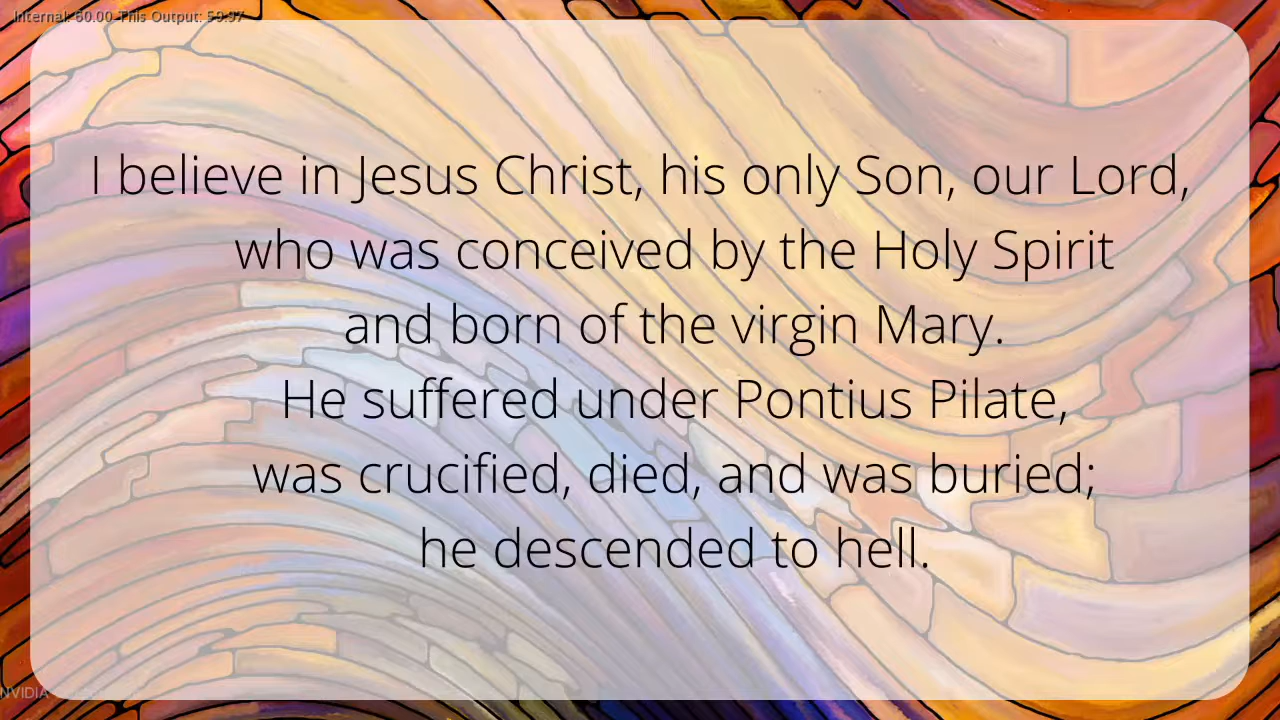 Internal: 60.00 This Output: 59.97
I believe in Jesus Christ, his only Son, our Lord,
who was conceived by the Holy Spirit
and born of the virgin Mary.
He suffered under Pontius Pilate,
was crucified, died, and was buried;
he descended to hell.
NVIDIA